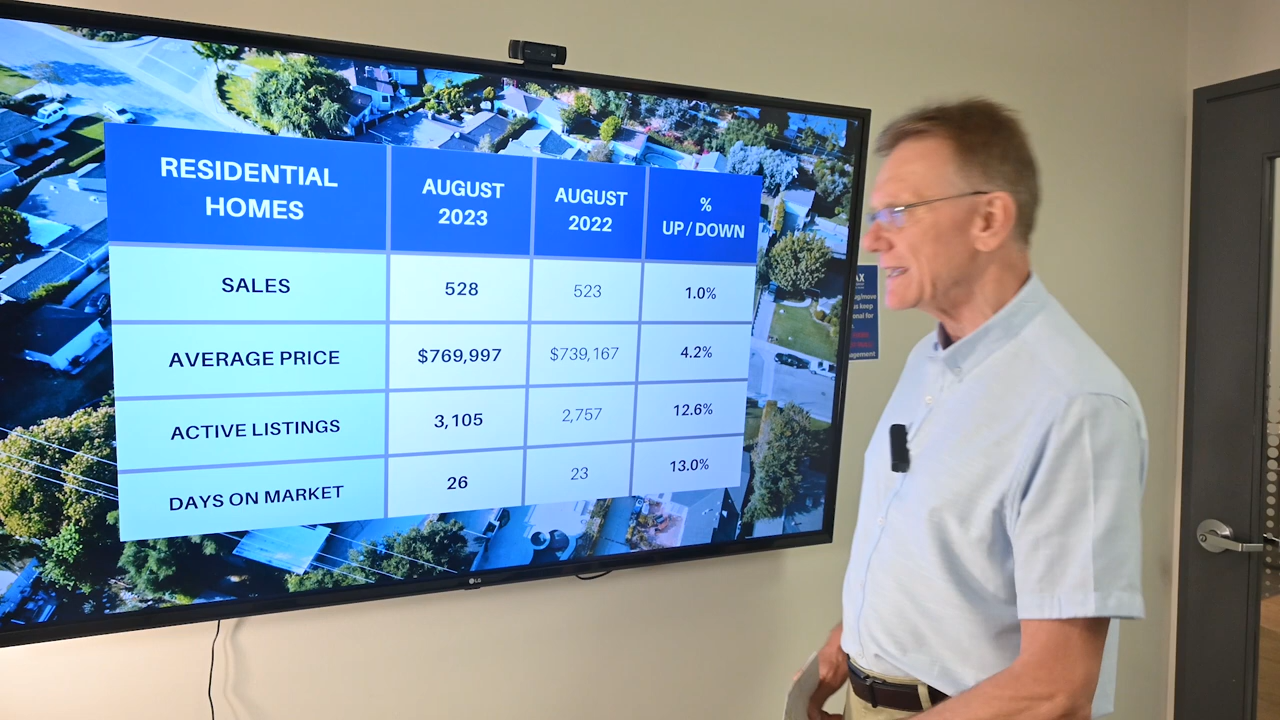 RESIDENTIAL
HOMES
AUGUST
2023
AUGUST
2022
%
UP / DOWN
SALES
528
523
1.0%
AVERAGE PRICE
$769,997
$739,167
4.2%
ACTIVE LISTINGS
3,105
2,757
12.6%
DAYS ON MARKET
26
23
13.0%
LG